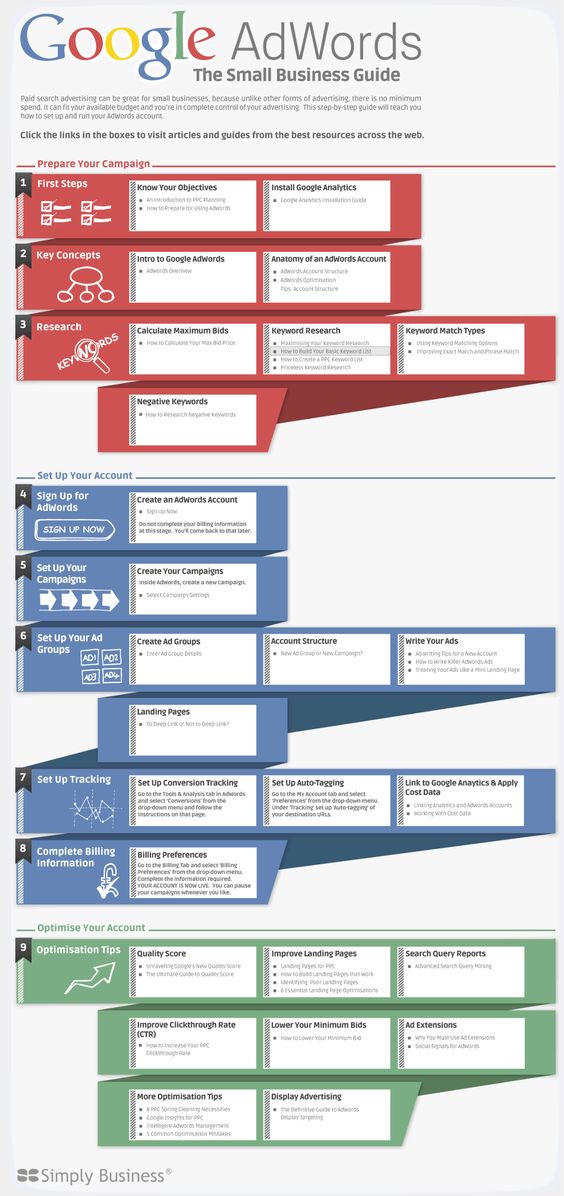 Google AdWords
The Small Business Guide
Paid search advertising can be great for small businesses, because unlike other forms of advertising, there is no minimum
spend. It can fit your available budget and you're in complete control of your advertising. This step-by-step guide will teach you
how to set up and run your AdWords account.
Click the links in the boxes to visit articles and guides from the best resources across the web.
Prepare Your Campaign
1
First Steps
Know Your Objectives
An Introduction to PPC Planning
How to Prepare for Using Adwords
Install Google Analytics
Google Analytics Installation Guide
2
Key Concepts
Intro to Google AdWords
AdWords Overview
Anatomy of an AdWords Account
AdWords Account Structure
AdWords Optimisation
Tips: Account Structure
3
Research
KEYWORDS
Calculate Maximum Bids
How to Calculate Your Max Bid Price
Keyword Research
Maximising Your Keyword Research
How to Build Your Basic Keyword List
How to Create a PPC Keyword List
Priceless Keyword Research
Keyword Match Types
Using Keyword Matching Options
Improving Exact Match and Phrase Match
Negative Keywords
How to Research Negative Keywords
Set Up Your Account
4
Sign Up for
AdWords
SIGN UP NOW
Create an AdWords Account
Sign Up Now
Do not complete your billing information
at this stage. You'll come back to that later.
5
Set Up Your
Campaigns
Create Your Campaigns
Inside AdWords, create a new campaign.
Select Campaign Settings
6
Set Up Your Ad
Groups
AD1 AD2
AD3 AD4
Create Ad Groups
Enter Ad Group Details
Account Structure
New Ad Group or New Campaign?
Write Your Ads
Ad Writing Tips for a New Account
How to Write Killer AdWords Ads
Treating Your Ads Like a Mini Landing Page
Landing Pages
To Deep-Link or Not to Deep-Link?
7
Set Up Tracking
Set Up Conversion Tracking
Go to the Tools & Analysis tab in AdWords
and select 'Conversions' from the
drop-down menu and follow the
instructions on that page.
Set Up Auto-Tagging
Go to the My Account tab and select
'Preferences' from the drop-down menu.
Under 'Tracking' set up 'Auto-tagging' of
your destination URLs.
Link to Google Anaytics & Apply
Cost Data
Linking Analytics and AdWords Accounts
Working With Cost Data
8
Complete Billing
Information
Billing Preferences
Go to the Billing Tab and select 'Billing
Preferences' from the drop-down menu.
Complete the information required.
YOUR ACCOUNT IS NOW LIVE. You can pause
your campaigns whenever you like.
Optimise Your Account
9
Optimisation Tips
Quality Score
Unraveling Google's New Quality Score
The Ultimate Guide to Quality Score
Improve Landing Pages
Landing Pages for PPC
How to Build Landing Pages that Work
Identifying Poor Landing Pages
6 Essential Landing Page Optimisations
Search Query Reports
Advanced Search Query Mining
Improve Clickthrough Rate
(CTR)
How to Increase Your PPC
Clickthrough Rate
Lower Your Minimum Bids
How to Lower Your Minimum Bid
Ad Extensions
Why You Must Use Ad Extensions
Social Signals for AdWords
More Optimisation Tips
8 PPC Spring Cleaning Necessities
Google Insights for PPC
Intelligent AdWords Management
5 Common Optimisation Mistakes
Display Advertising
The Definitive Guide to AdWords
Display Targeting
Simply Business®